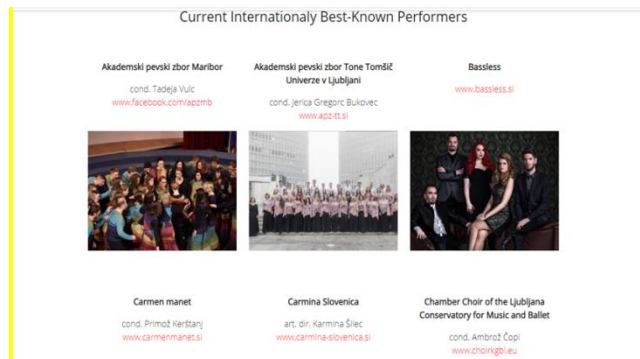 Current Internationaly Best-Known Performers
Akademski pevski zbor Maribor
cond. Tadeja Vulc
www.facebook.com/apzmb
Akademski pevski zbor Tone Tomšič
Univerze v Ljubljani
cond. Jerica Gregorc Bukovec
www.apz-tt.si
Bassless
www.bassless.si
Carmen manet
cond. Primož Kerštanj
www.carmenmanet.si
Carmina Slovenica
art. dir. Karmina Šilec
www.carmina-slovenica.si
Chamber Choir of the Ljubljana
Conservatory for Music and Ballet
cond. Ambrož Čopi
www.choirkgbl.eu